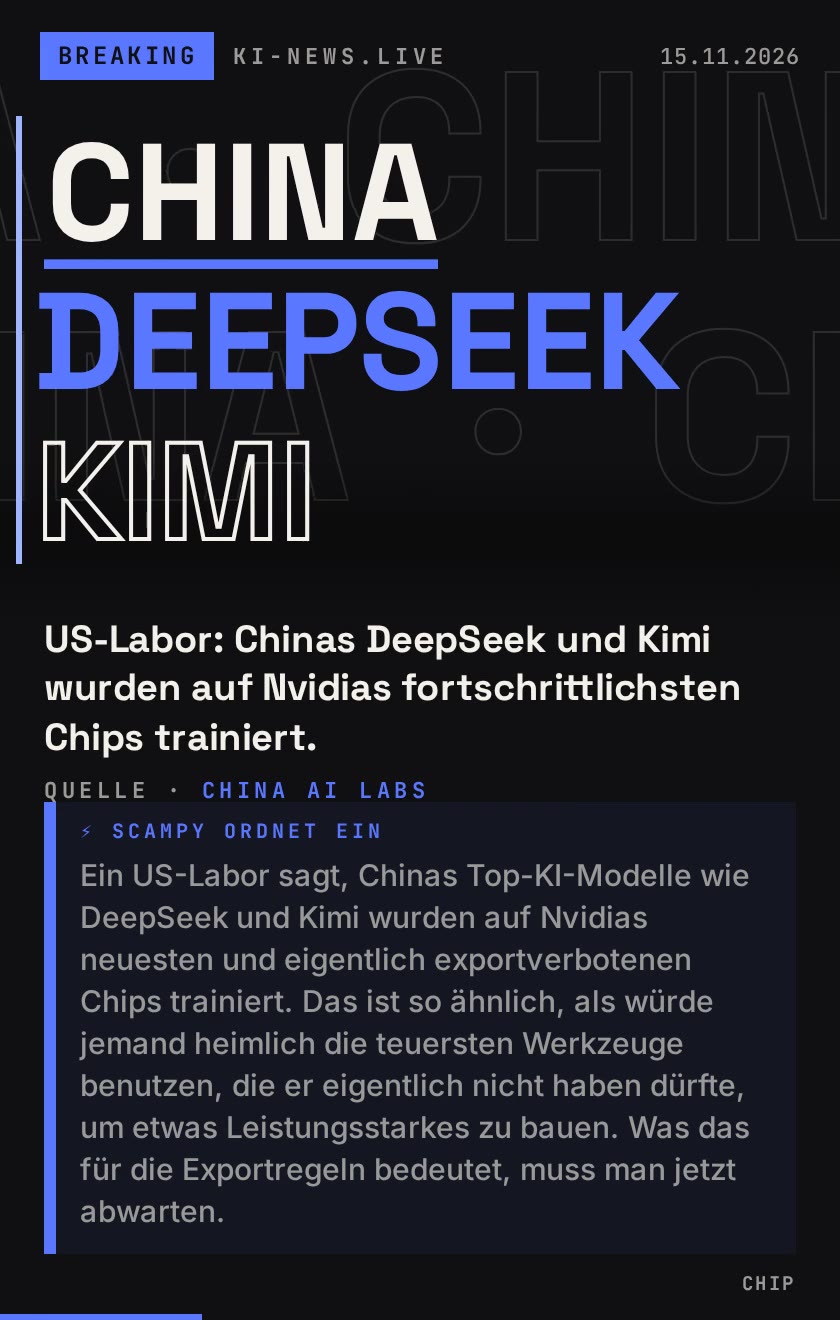 BREAKING KI-NEWS.LIVE 15.11.2026
CHINA
DEEPSEEK
KIMI
US-Labor: Chinas DeepSeek und Kimi
wurden auf Nvidias fortschrittlichsten
Chips trainiert.
QUELLE · CHINA AI LABS
⚡ SCAMPY ORDNET EIN
Ein US-Labor sagt, Chinas Top-KI-Modelle wie
DeepSeek und Kimi wurden auf Nvidias
neuesten und eigentlich exportverbotenen
Chips trainiert. Das ist so ähnlich, als würde
jemand heimlich die teuersten Werkzeuge
benutzen, die er eigentlich nicht haben dürfte,
um etwas Leistungsstarkes zu bauen. Was das
für die Exportregeln bedeutet, muss man jetzt
abwarten.
CHIP